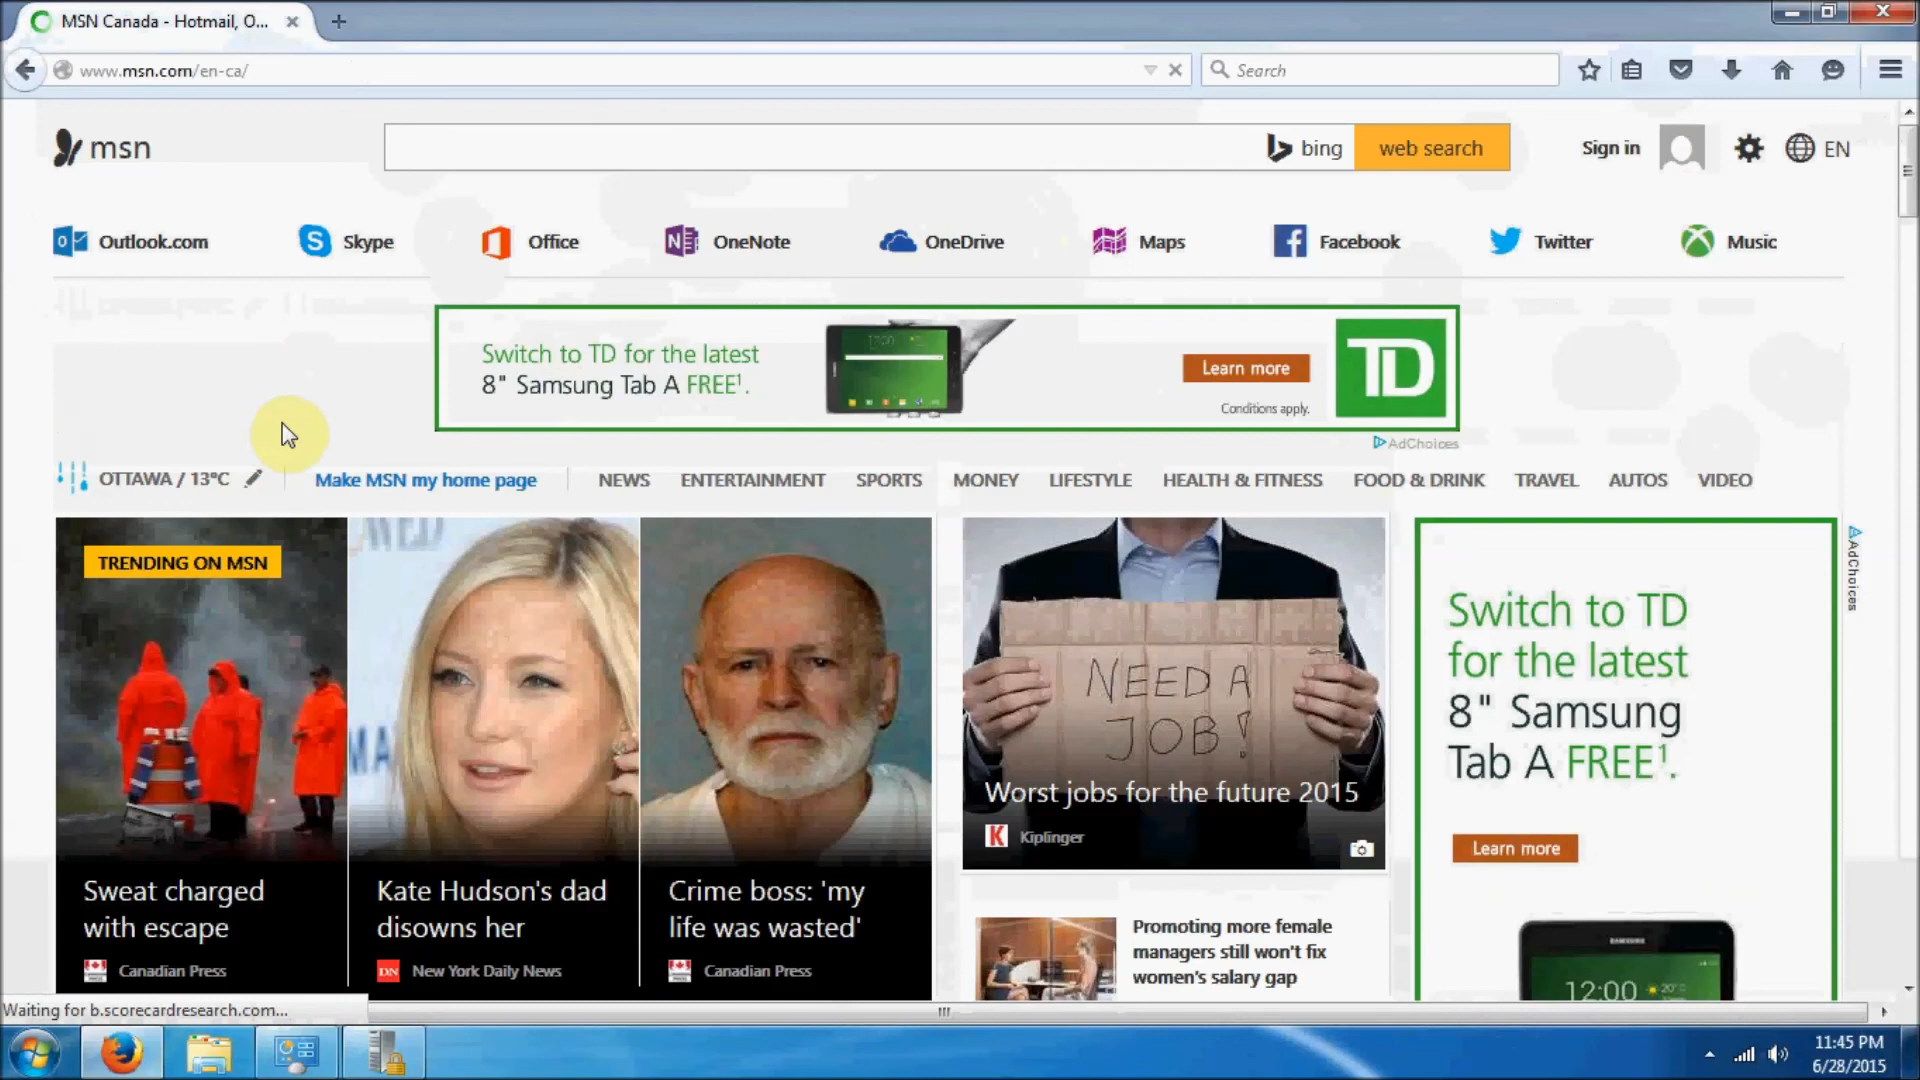 MSN Canada - Hotmail, O...
www.msn.com/en-ca/
Search
msn
bing
web search
Sign in
EN
Outlook.com
Skype
Office
OneNote
OneDrive
Maps
Facebook
Twitter
Music
Switch to TD for the latest
8" Samsung Tab A FREE¹.
Learn more
Conditions apply.
TD
AdChoices
OTTAWA / 13°C
Make MSN my home page
NEWS
ENTERTAINMENT
SPORTS
MONEY
LIFESTYLE
HEALTH & FITNESS
FOOD & DRINK
TRAVEL
AUTOS
VIDEO
TRENDING ON MSN
Sweat charged
with escape
Canadian Press
Kate Hudson's dad
disowns her
DN New York Daily News
Crime boss: 'my
life was wasted'
Canadian Press
NEED A
JOB!
Worst jobs for the future 2015
K Kiplinger
Promoting more female
managers still won't fix
women's salary gap
AdChoices
Switch to TD
for the latest
8" Samsung
Tab A FREE¹.
Learn more
SAMSUNG
12:00
20°
Waiting for b.scorecardresearch.com...
11:45 PM
6/28/2015